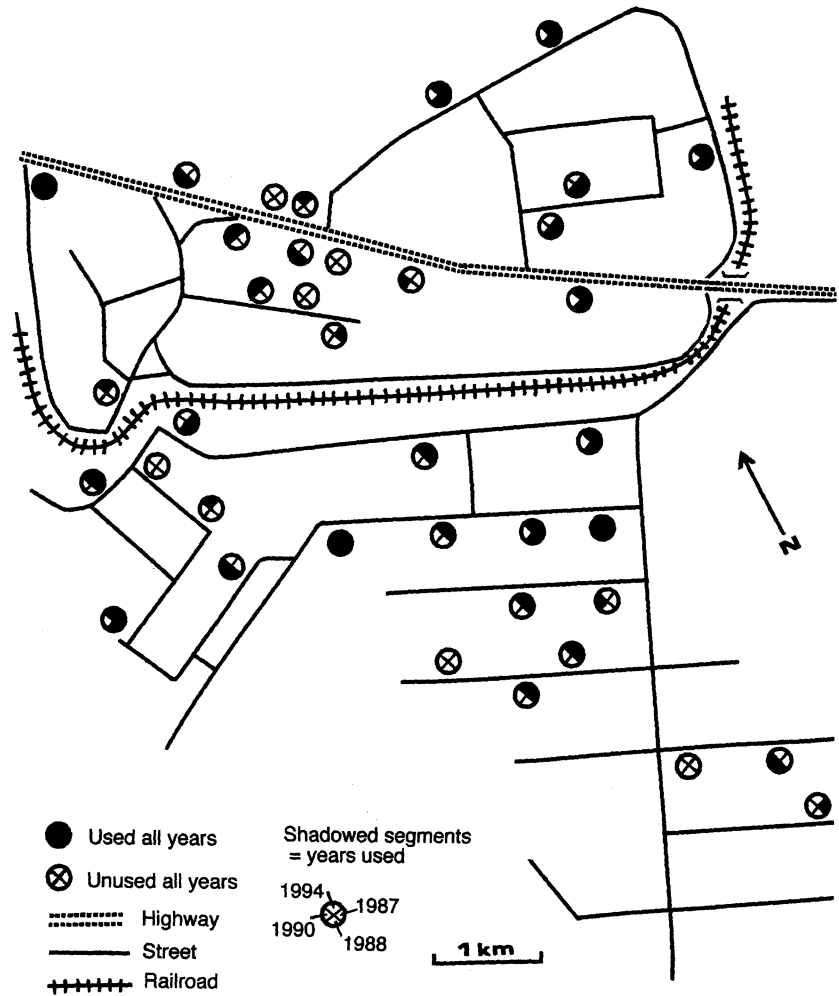 N
Used all years
Unused all years
Highway
Street
Railroad
Shadowed segments
= years used
1994
1987
1990
1988
1 km